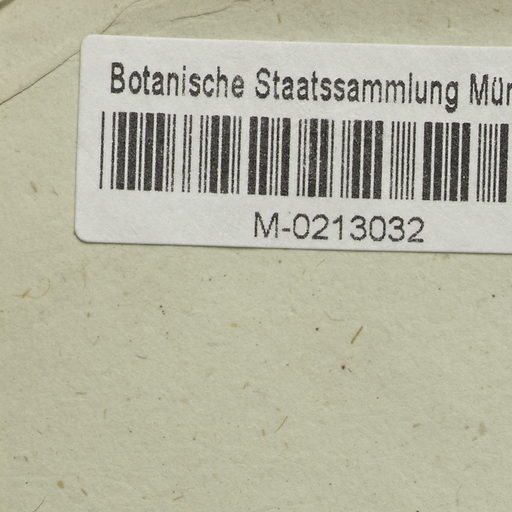 Botanische Staatssammlung Mün
M-0213032